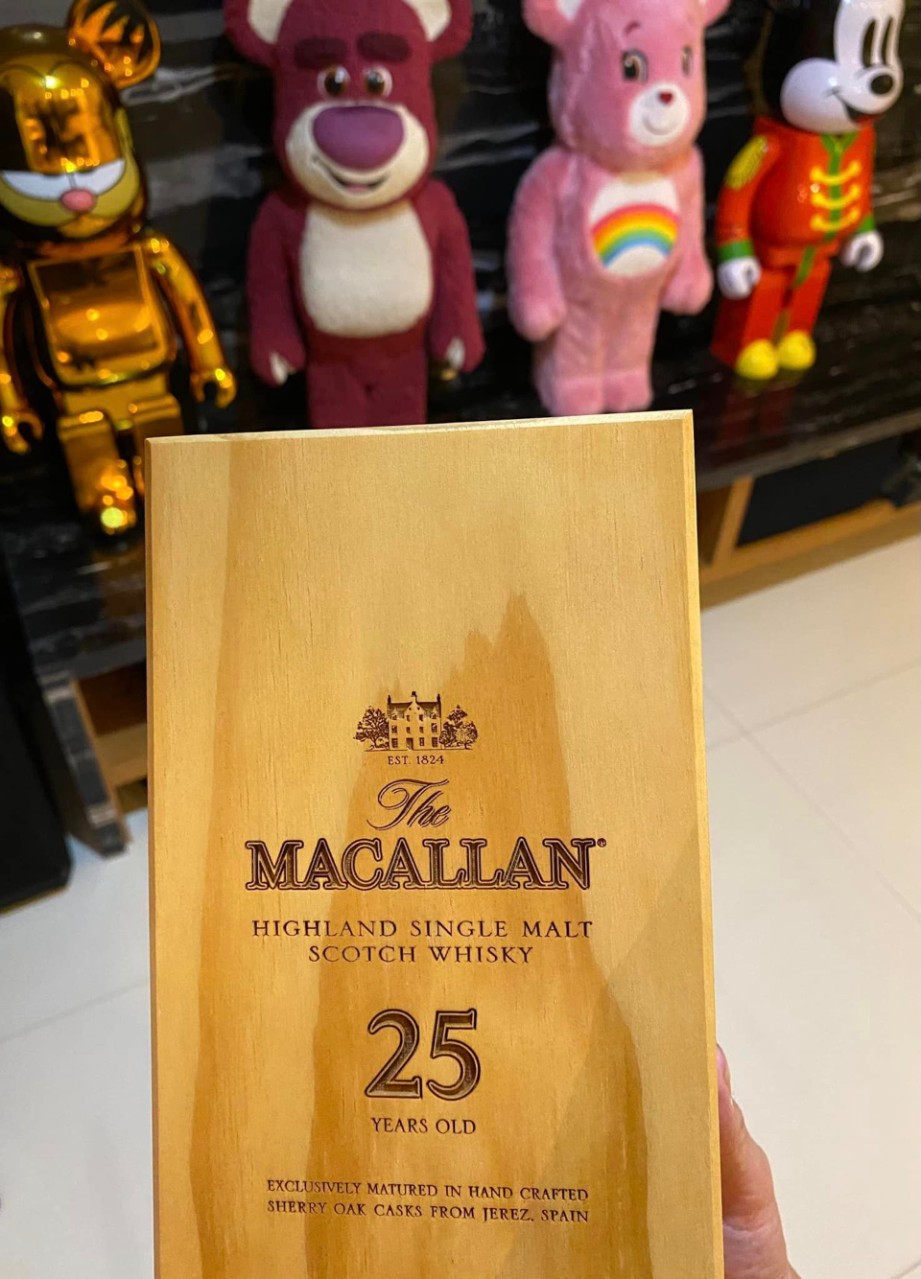 EST. 1824
The
MACALLAN®
HIGHLAND SINGLE MALT
SCOTCH WHISKY
25
YEARS OLD
EXCLUSIVELY MATURED IN HAND CRAFTED
SHERRY OAK CASKS FROM JEREZ, SPAIN